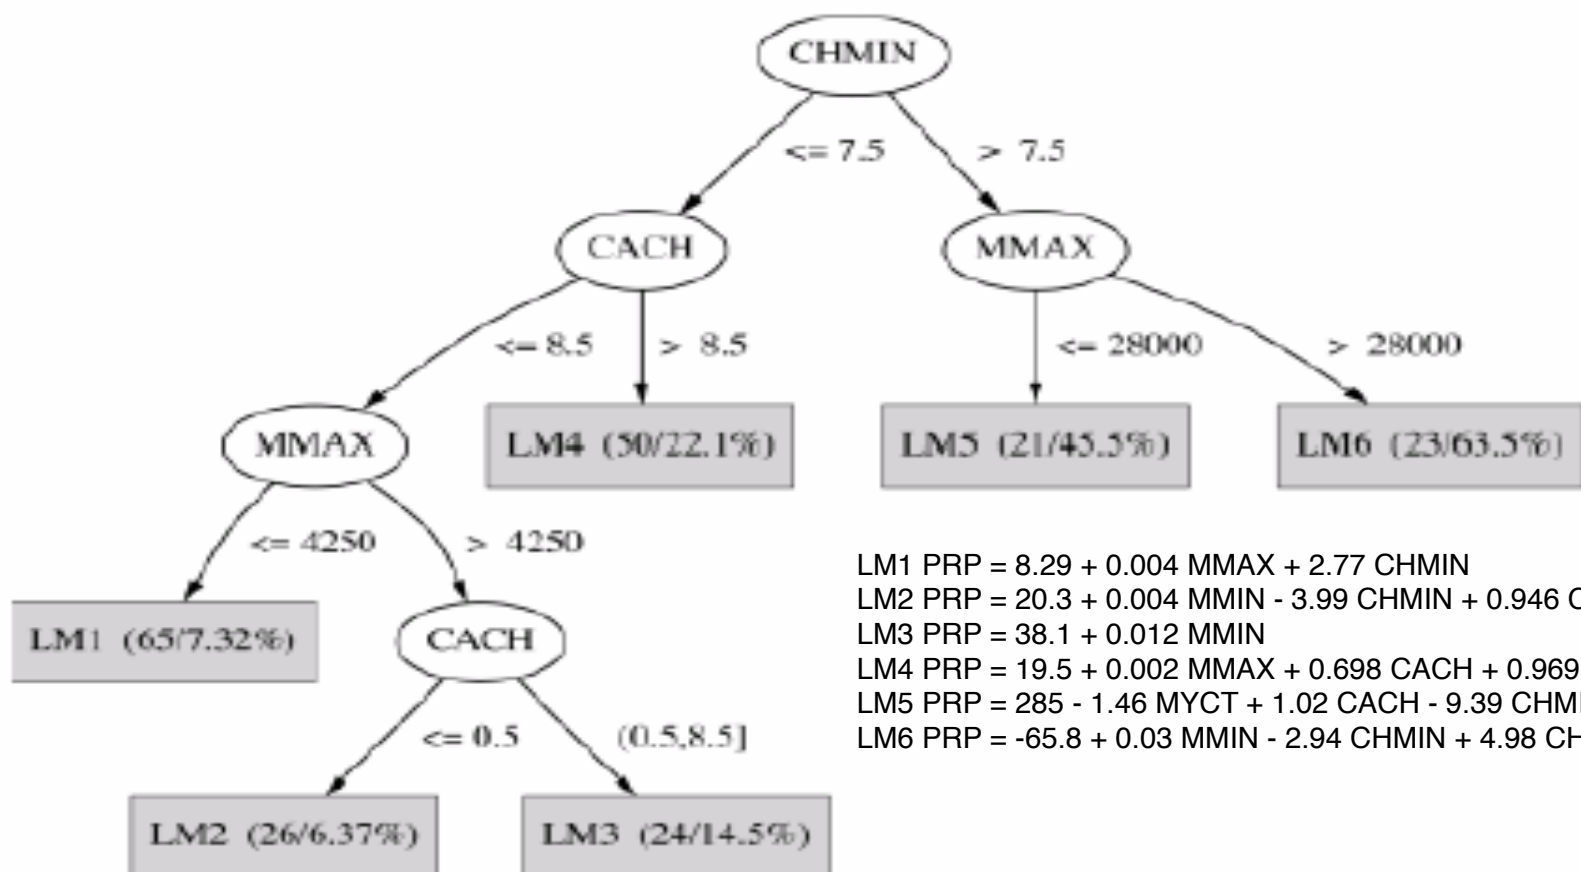 CHMIN
<= 7.5
> 7.5
CACH
MMAX
<= 8.5
> 8.5
<= 28000
> 28000
MMAX
LM4 (50/22.1%)
LM5 (21/45.5%)
LM6 (23/63.5%)
<= 4250
> 4250
LM1 PRP = 8.29 + 0.004 MMAX + 2.77 CHMIN
LM2 PRP = 20.3 + 0.004 MMIN - 3.99 CHMIN + 0.946
LM3 PRP = 38.1 + 0.012 MMIN
LM4 PRP = 19.5 + 0.002 MMAX + 0.698 CACH + 0.969
LM5 PRP = 285 - 1.46 MYCT + 1.02 CACH - 9.39
LM6 PRP = -65.8 + 0.03 MMIN - 2.94 CHMIN + 4.98
LM1 (65/7.32%)
CACH
<= 0.5
(0.5,8.5]
LM2 (26/6.37%)
LM3 (24/14.5%)